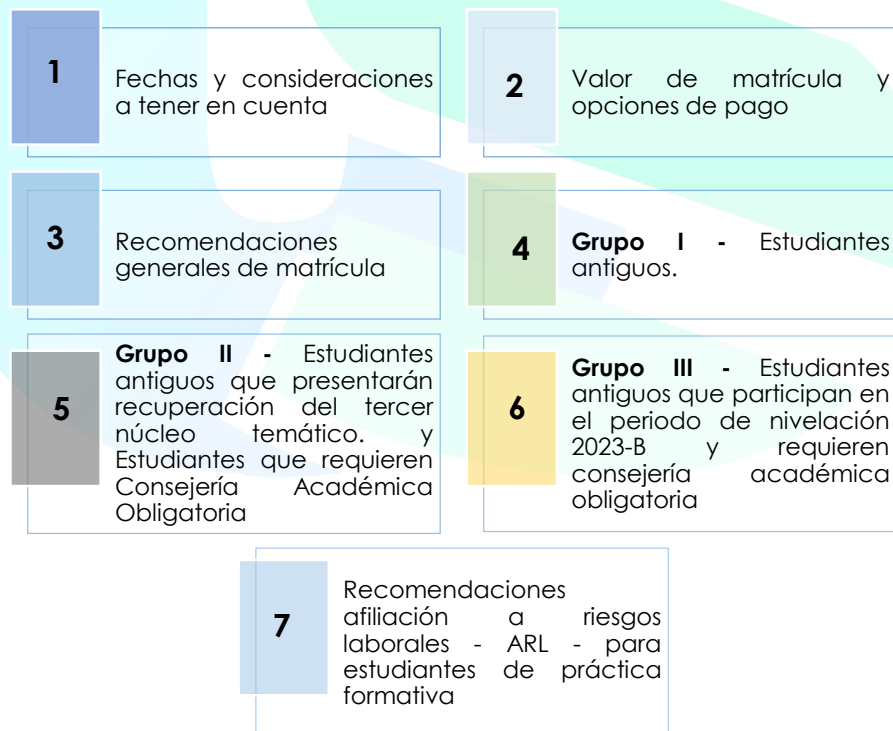 1
Fechas y consideraciones
a tener en cuenta
2
Valor de matrícula y
opciones de pago
3
Recomendaciones
generales de matrícula
4
Grupo I - Estudiantes
antiguos.
5
Grupo II - Estudiantes
antiguos que presentarán
recuperación del tercer
núcleo temático. y
Estudiantes que requieren
Consejería Académica
Obligatoria
6
Grupo III - Estudiantes
antiguos que participan en
el periodo de nivelación
2023-B y requieren
consejería académica
obligatoria
7
Recomendaciones
afiliación a riesgos
laborales - ARL - para
estudiantes de práctica
formativa